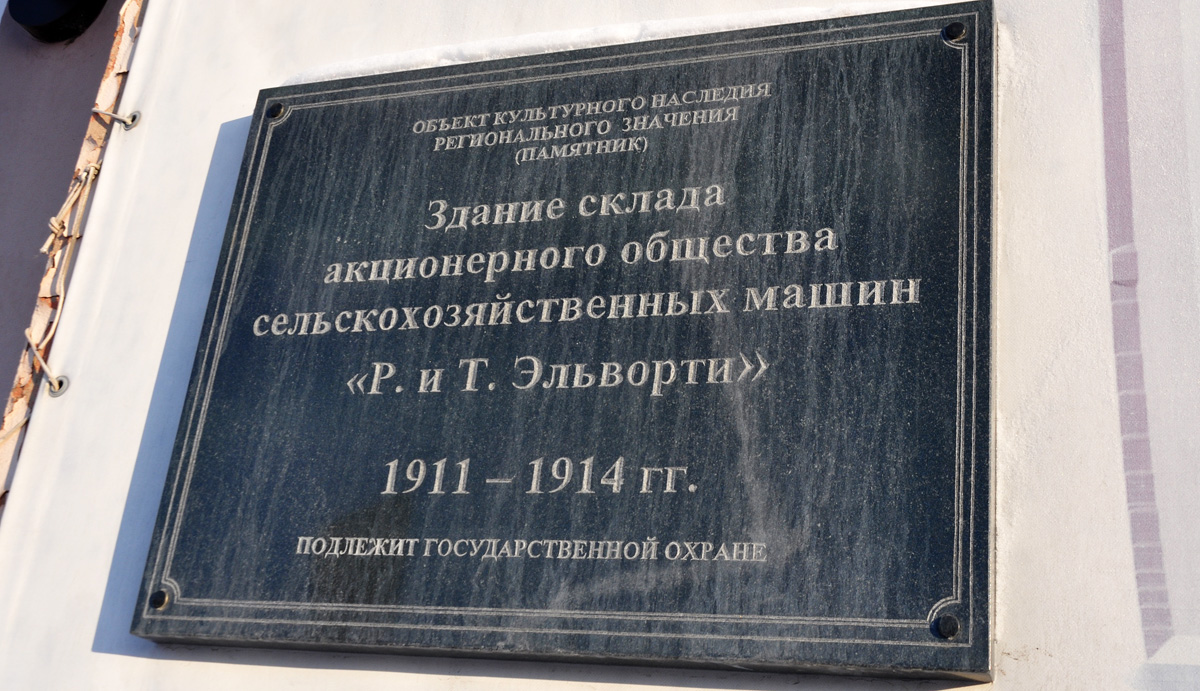 ОБЪЕКТ КУЛЬТУРНОГО НАСЛЕДИЯ
РЕГИОНАЛЬНОГО ЗНАЧЕНИЯ
(ПАМЯТНИК)
Здание склада
акционерного общества
сельскохозяйственных машин
«Р. и Т. Эльворти»
1911 – 1914 гг.
ПОДЛЕЖИТ ГОСУДАРСТВЕННОЙ ОХРАНЕ